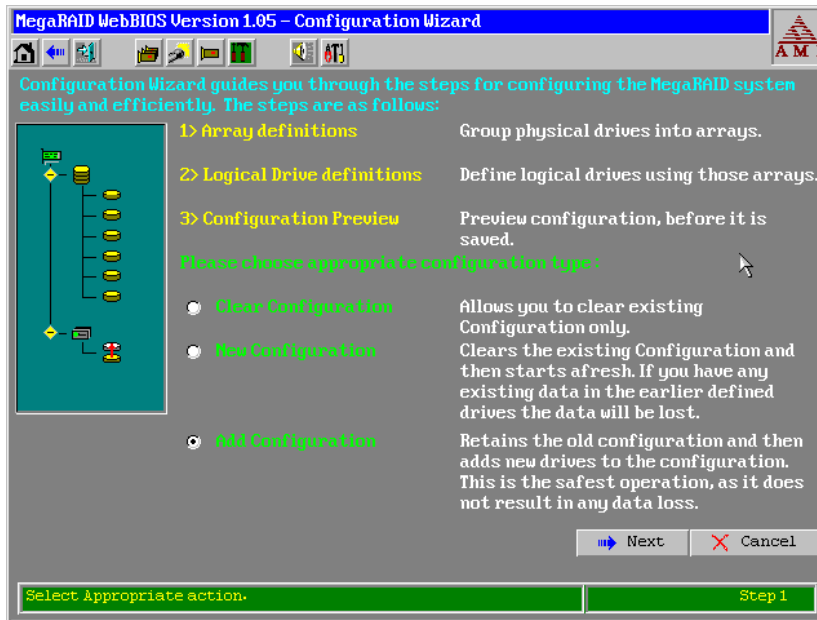 MegaRAID WebBIOS Version 1.05 - Configuration Wizard
AM
Configuration Wizard guides you through the steps for configuring the MegaRAID system
easily and efficiently. The steps are as follows:
1> Array definitions Group physical drives into arrays.
2> Logical Drive definitions Define logical drives using those arrays.
3> Configuration Preview Preview configuration, before it is
saved.
Please choose appropriate configuration type:
Clear Configuration Allows you to clear existing
Configuration only.
New Configuration Clears the existing Configuration and
then starts afresh. If you have any
existing data in the earlier defined
drives the data will be lost.
Add Configuration Retains the old configuration and then
adds new drives to the configuration.
This is the safest operation, as it does
not result in any data loss.
Next Cancel
Select Appropriate action. Step 1